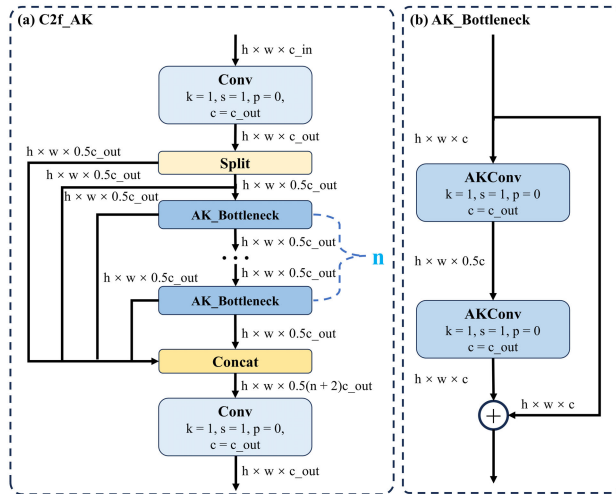 (a) C2f_AK
h × w × c_in
Conv
k = 1, s = 1, p = 0,
c = c_out
h × w × c_out
h × w × 0.5c_out
Split
h × w × 0.5c_out
h × w × 0.5c_out
h × w × 0.5c_out
AK_Bottleneck
h × w × 0.5c_out
n
h × w × 0.5c_out
h × w × 0.5c_out
AK_Bottleneck
h × w × 0.5c_out
Concat
h × w × 0.5(n + 2)c_out
Conv
k = 1, s = 1, p = 0,
c = c_out
h × w × c_out
(b) AK_Bottleneck
h × w × c
AKConv
k = 1, s = 1, p = 0
c = c_out
h × w × 0.5c
AKConv
k = 1, s = 1, p = 0
c = c_out
h × w × c
h × w × c
+